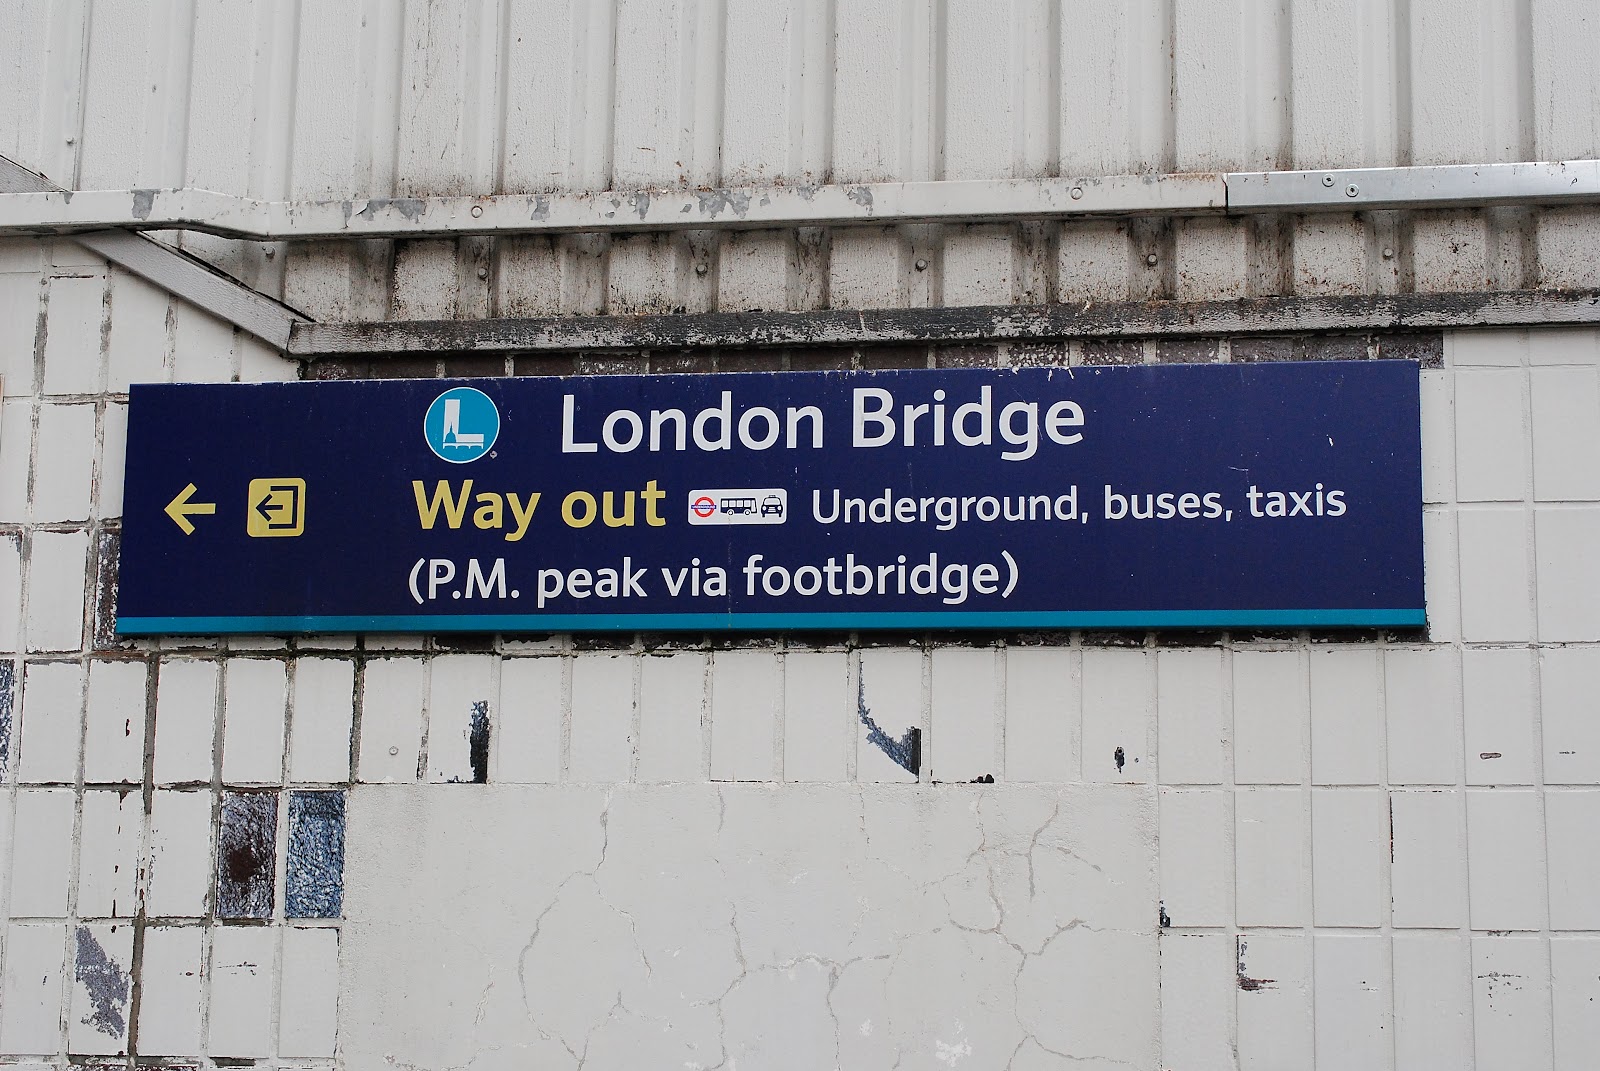 London Bridge
Way out Underground, buses, taxis
(P.M. peak via footbridge)